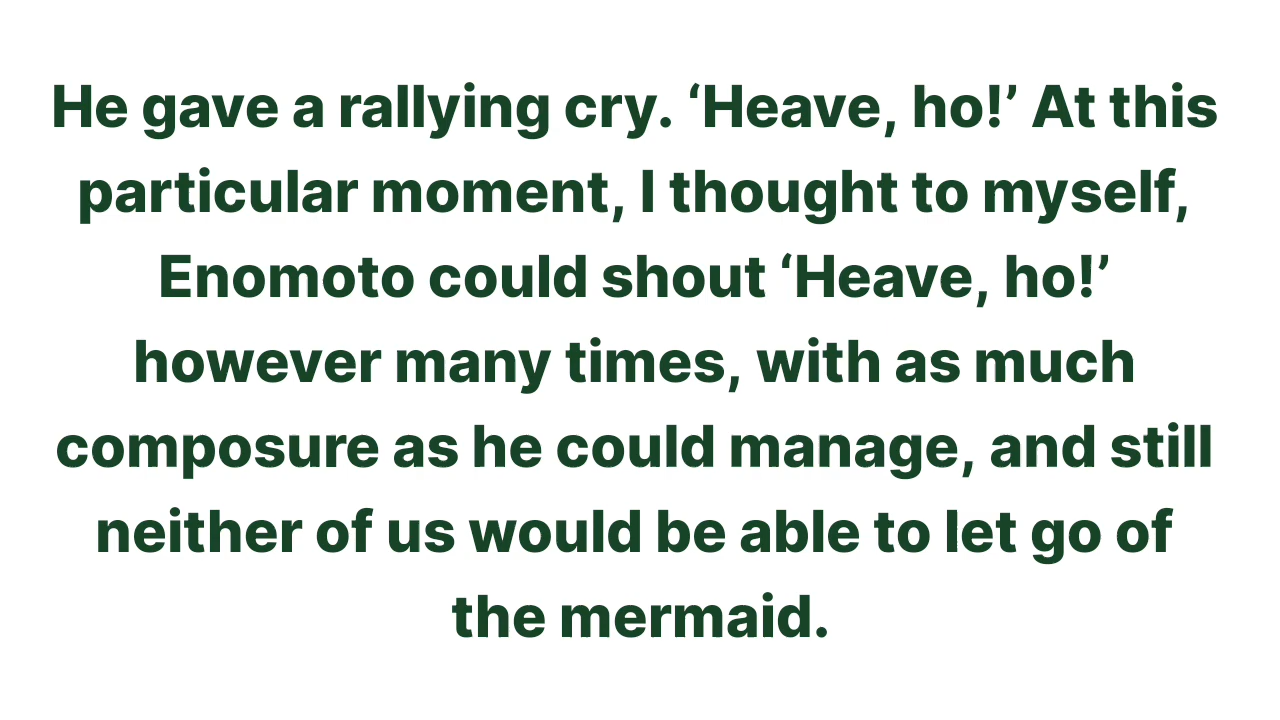 He gave a rallying cry. ‘Heave, ho!’ At this
particular moment, I thought to myself,
Enomoto could shout ‘Heave, ho!’
however many times, with as much
composure as he could manage, and still
neither of us would be able to let go of
the mermaid.